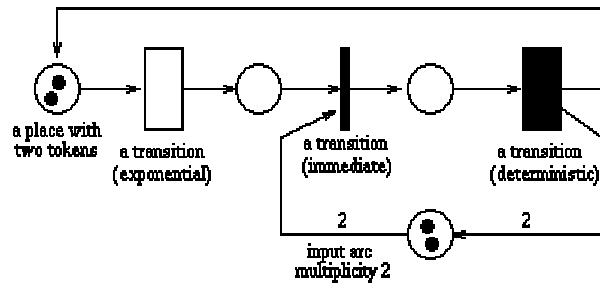 a place with
two tokens
a transition
(exponential)
a transition
(immediate)
a transition
(deterministic)
2
2
input arc
multiplicity 2